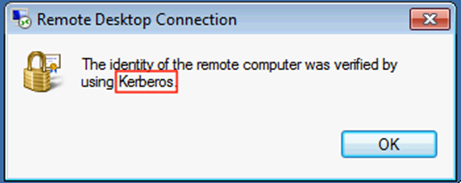 Remote Desktop Connection
The identity of the remote computer was verified by
using Kerberos.
OK